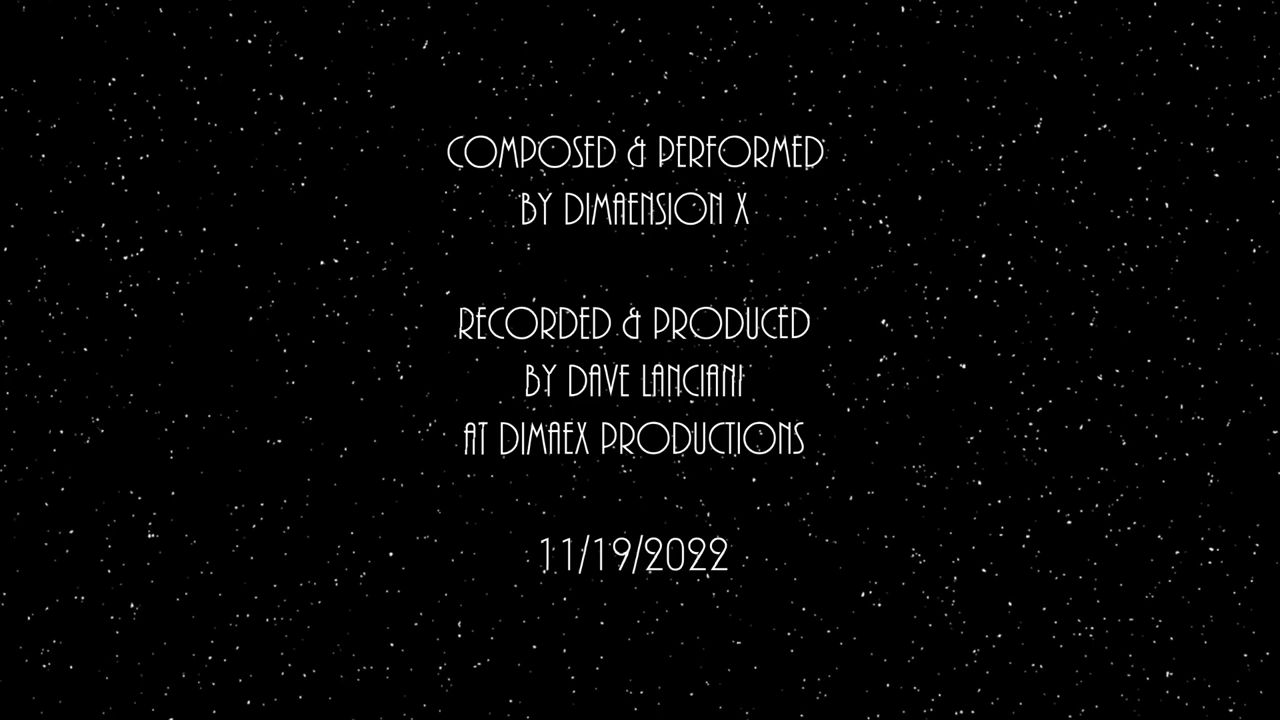 COMPOSED & PERFORMED
BY DIMAENSION X
RECORDED & PRODUCED
BY DAVE LANCIANI
AT DIMAEX PRODUCTIONS
11/19/2022